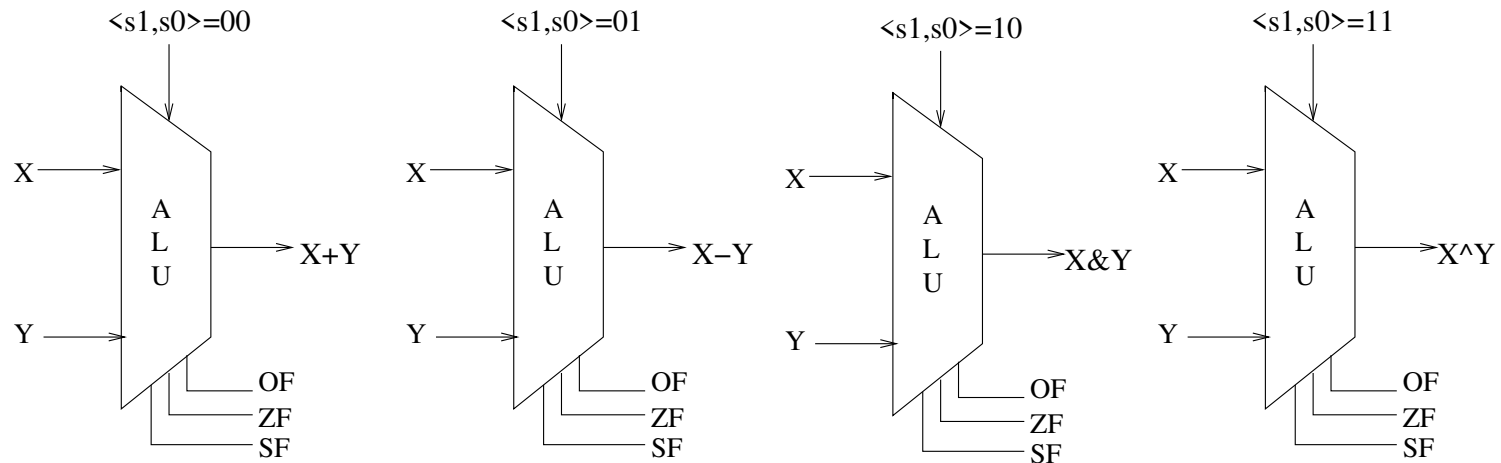 <s1,s0>=00
X
Y
A
L
U
X+Y
OF
ZF
SF
<s1,s0>=01
X
Y
A
L
U
X−Y
OF
ZF
SF
<s1,s0>=10
X
Y
A
L
U
X&Y
OF
ZF
SF
<s1,s0>=11
X
Y
A
L
U
X^Y
OF
ZF
SF